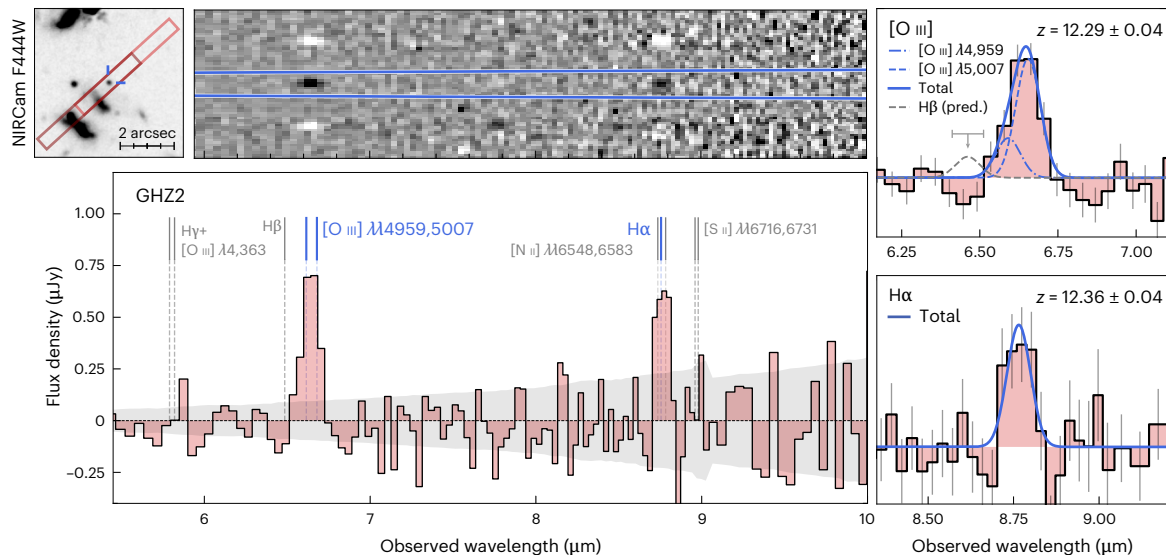 NIRCam F444W
2 arcsec
GHZ2
Hγ+
[O III] λ4,363
Hβ
[O III] λλ4959,5007
[N II] λλ6548,6583
Hα
[S II] λλ6716,6731
Flux density (μJy)
1.00
0.75
0.50
0.25
0
−0.25
6
7
8
9
10
Observed wavelength (μm)
[O III]
z = 12.29 ± 0.04
[O III] λ4,959
[O III] λ5,007
Total
Hβ (pred.)
6.25
6.50
6.75
7.00
Hα
z = 12.36 ± 0.04
Total
8.50
8.75
9.00
Observed wavelength (μm)